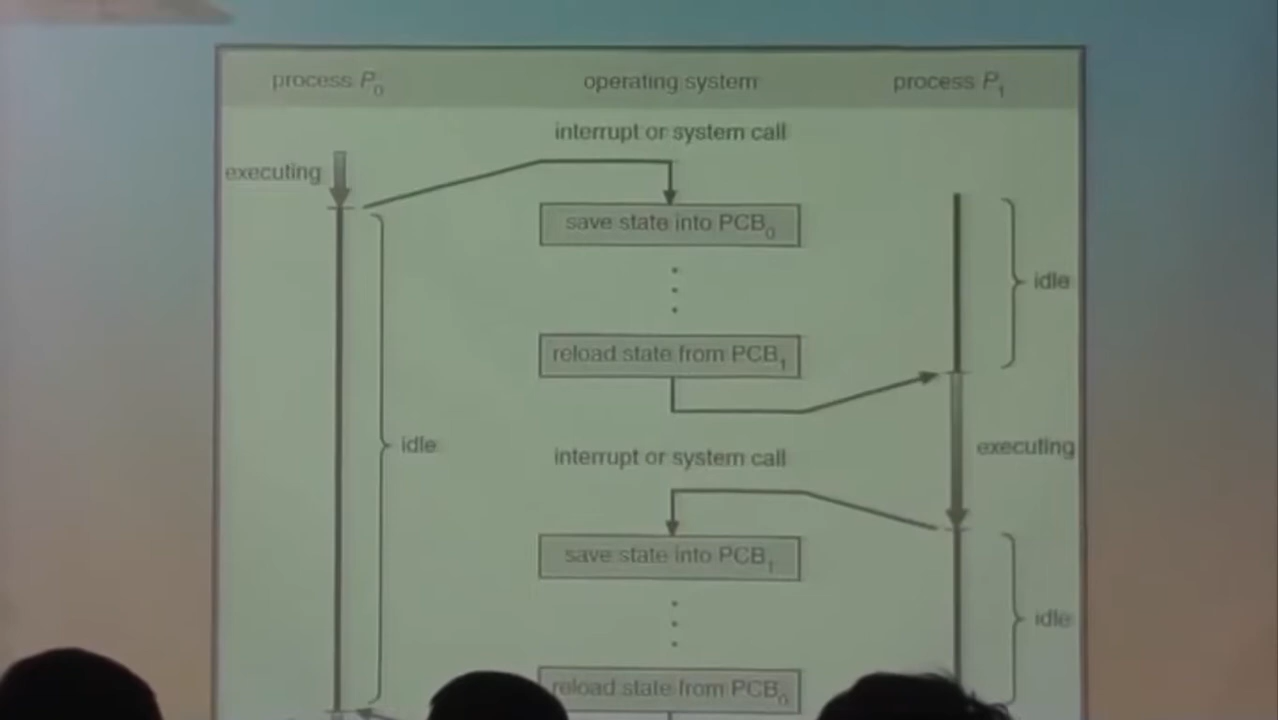 process P₀ operating system process P₁
interrupt or system call
executing
save state into PCB₀
idle
reload state from PCB₁
idle
executing
interrupt or system call
save state into PCB₁
idle
reload state from PCB₀